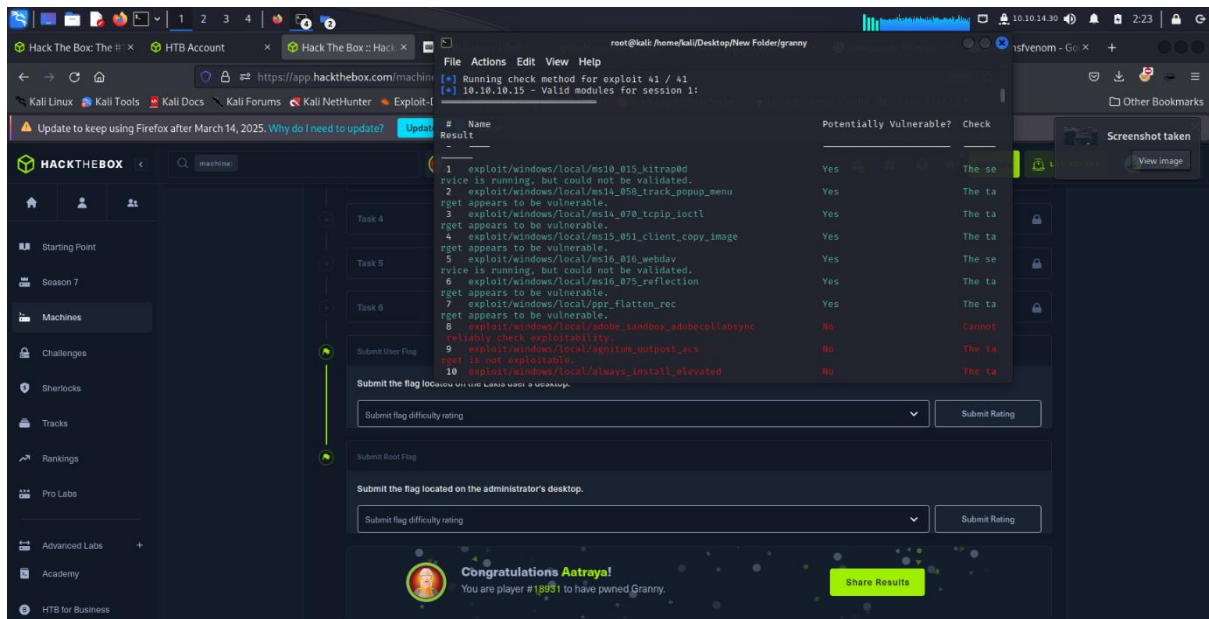 1 2 3 4
10.10.14.30
2:23
Hack The Box: The #1
HTB Account
Hack The Box :: Hack
root@kali: /home/kali/Desktop/New Folder/granny
msfvenom - Go
https://app.hackthebox.com/machin
Kali Linux
Kali Tools
Kali Docs
Kali Forums
Kali NetHunter
Exploit-D
Other Bookmarks
Update to keep using Firefox after March 14, 2025. Why do I need to update?
Updat
Screenshot taken
View image
File Actions Edit View Help
[*] Running check method for exploit 41 / 41
[*] 10.10.10.15 - Valid modules for session 1:
# Name Potentially Vulnerable? Check
Result
1 exploit/windows/local/ms10_015_kitrap0d Yes The se
rvice is running, but could not be validated.
2 exploit/windows/local/ms14_058_track_popup_menu Yes The ta
rget appears to be vulnerable.
3 exploit/windows/local/ms14_070_tcpip_ioctl Yes The ta
rget appears to be vulnerable.
4 exploit/windows/local/ms15_051_client_copy_image Yes The ta
rget appears to be vulnerable.
5 exploit/windows/local/ms16_016_webdav Yes The se
rvice is running, but could not be validated.
6 exploit/windows/local/ms16_075_reflection Yes The ta
rget appears to be vulnerable.
7 exploit/windows/local/ppr_flatten_rec Yes The ta
rget appears to be vulnerable.
8 exploit/windows/local/adobe_sandbox_adobecollabsync No Cannot
reliably check exploitability.
9 exploit/windows/local/agnitum_outpost_acs No The ta
rget is not exploitable.
10 exploit/windows/local/always_install_elevated No The ta
HACKTHEBOX
machine:
Starting Point
Season 7
Machines
Challenges
Sherlocks
Tracks
Rankings
Pro Labs
Advanced Labs +
Academy
HTB for Business
Task 4
Task 5
Task 6
Submit User Flag
Submit the flag located on the Lakis user's desktop.
Submit flag difficulty rating
Submit Rating
Submit Root Flag
Submit the flag located on the administrator's desktop.
Submit flag difficulty rating
Submit Rating
Congratulations Aatraya!
You are player #18931 to have pwned Granny.
Share Results